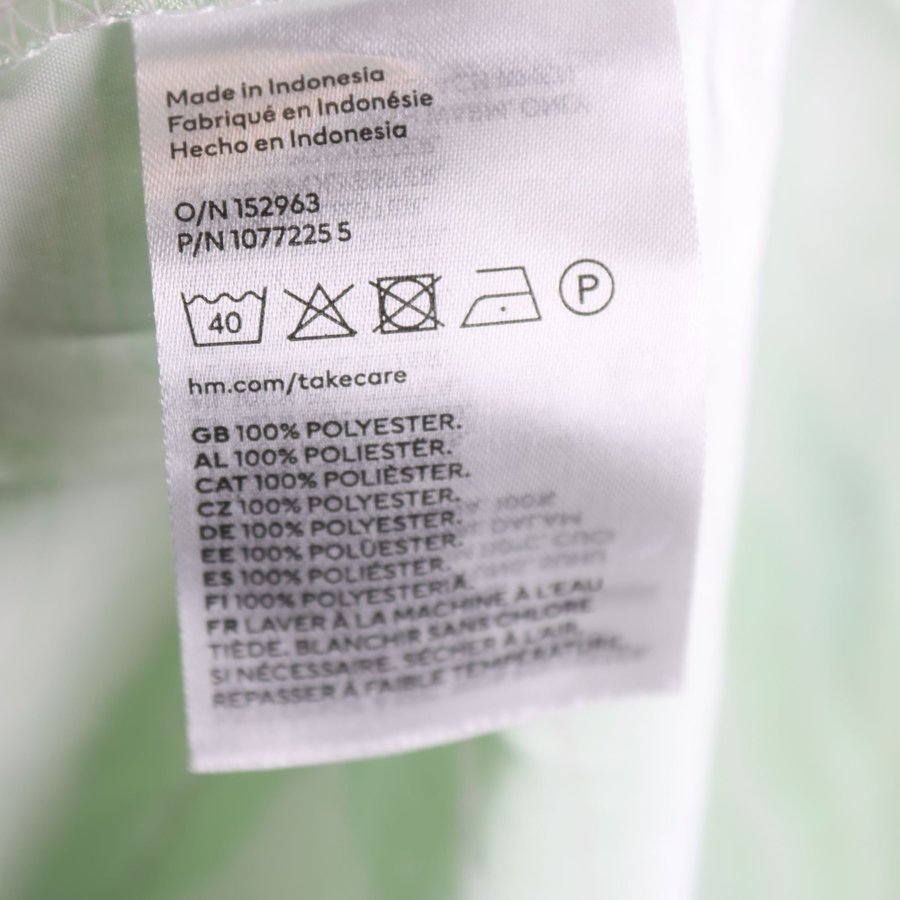 Made in Indonesia
Fabriqué en Indonésie
Hecho en Indonesia
O/N 152963
P/N 1077225 5
40
P
hm.com/takecare
GB 100% POLYESTER.
AL 100% POLIESTËR.
CAT 100% POLIÈSTER.
CZ 100% POLYESTER.
DE 100% POLYESTER.
EE 100% POLÜESTER.
ES 100% POLIÉSTER.
FI 100% POLYESTERIÄ.
FR LAVER À LA MACHINE À L'EAU
TIÈDE. BLANCHIR SANS CHLORE
SI NÉCESSAIRE. SÉCHER À L'AIR.
REPASSER À FAIBLE TEMPÉRATURE.